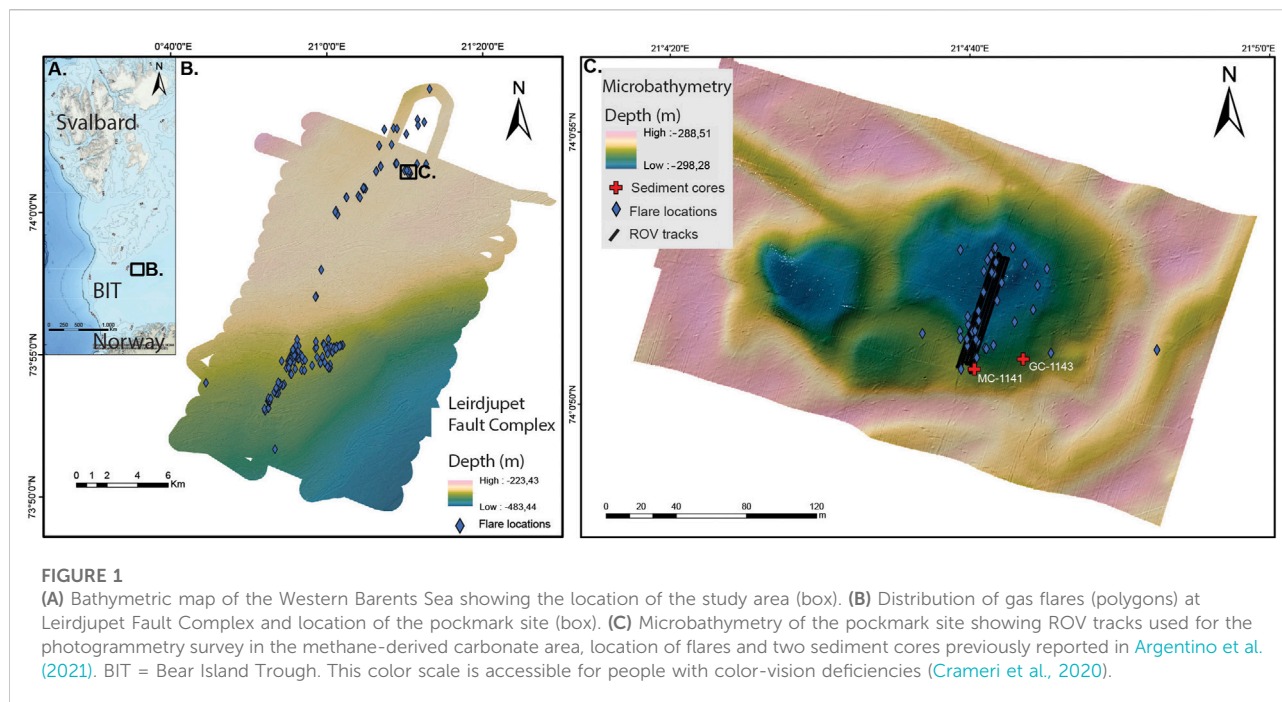 A.
N
Svalbard
B.
BIT
0 250 500 1.000
Km
Norway
B.
0°40'0"E
21°0'0"E
21°20'0"E
74°0'0"N
73°55'0"N
73°50'0"N
N
C.
Leirdjupet
Fault Complex
Depth (m)
High : -223,43
Low : -483,44
Flare locations
0 1 2 4 6
Km
C.
21°4'20"E
21°4'40"E
21°5'0"E
74°0'55"N
74°0'50"N
Microbathymetry
Depth (m)
High :-288,51
Low :-298,28
Sediment cores
Flare locations
ROV tracks
N
MC-1141
GC-1143
0 20 40 80 120
m
FIGURE 1
(A) Bathymetric map of the Western Barents Sea showing the location of the study area (box). (B) Distribution of gas flares (polygons) at
Leirdjupet Fault Complex and location of the pockmark site (box). (C) Microbathymetry of the pockmark site showing ROV tracks used for the
photogrammetry survey in the methane-derived carbonate area, location of flares and two sediment cores previously reported in Argentino et al.
(2021). BIT = Bear Island Trough. This color scale is accessible for people with color-vision deficiencies (Crameri et al., 2020).